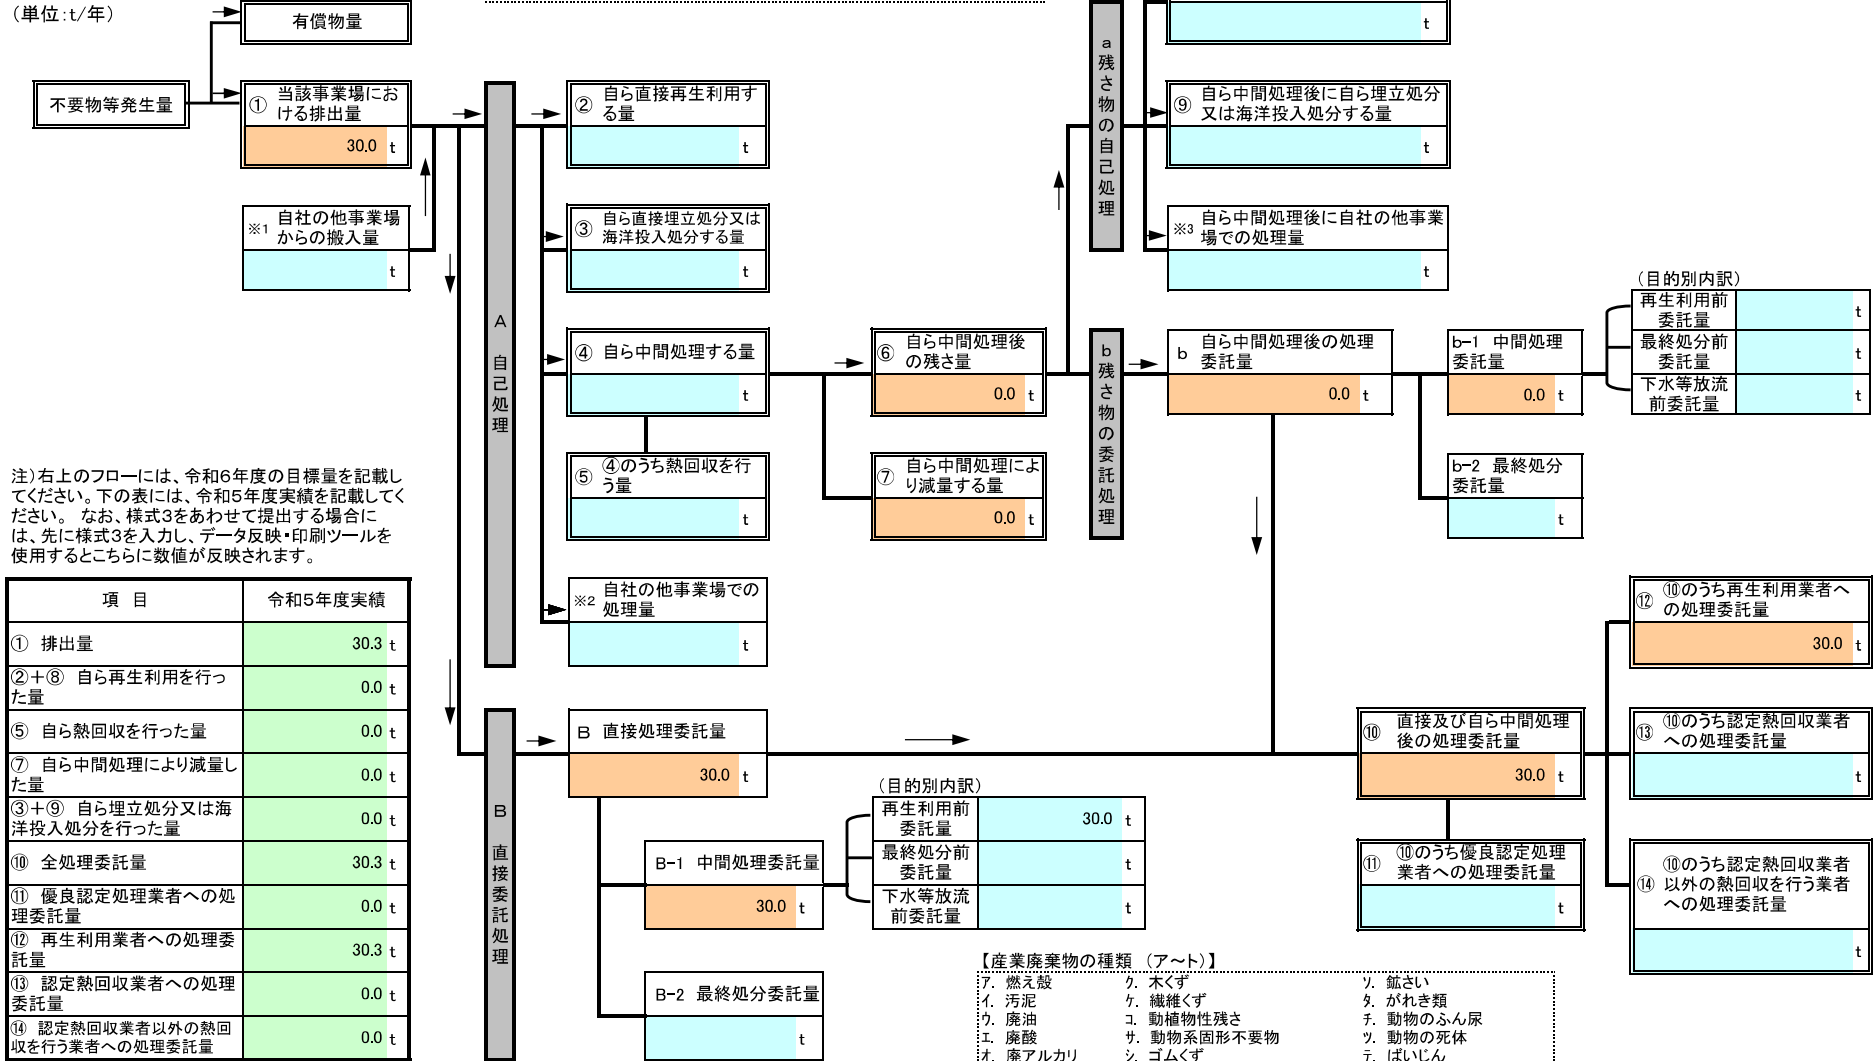 （単位：t/年）
有償物量
不要物等発生量
① 当該事業場にお
ける排出量
30.0 t
※1 自社の他事業場
からの搬入量
t
A 自己処理
② 自ら直接再生利用す
る量
t
③ 自ら直接埋立処分又は
海洋投入処分する量
t
④ 自ら中間処理する量
t
⑤ ④のうち熱回収を行
う量
t
※2 自社の他事業場での
処理量
t
⑥ 自ら中間処理後
の残さ量
0.0 t
⑦ 自ら中間処理によ
り減量する量
0.0 t
a残さ物の自己処理
t
⑨ 自ら中間処理後に自ら埋立処分
又は海洋投入処分する量
t
※3 自ら中間処理後に自社の他事業
場での処理量
t
b残さ物の委託処理
b 自ら中間処理後の処理
委託量
0.0 t
b-1 中間処理
委託量
0.0 t
（目的別内訳）
再生利用前
委託量 t
最終処分前
委託量 t
下水等放流
前委託量 t
b-2 最終処分
委託量
t
注）右上のフローには、令和6年度の目標量を記載し
てください。下の表には、令和5年度実績を記載してく
ださい。 なお、様式3をあわせて提出する場合に
は、先に様式3を入力し、データ反映・印刷ツールを
使用するとこちらに数値が反映されます。
項 目 令和5年度実績
① 排出量 30.3 t
②＋⑧ 自ら再生利用を行っ
た量 0.0 t
⑤ 自ら熱回収を行った量 0.0 t
⑦ 自ら中間処理により減量し
た量 0.0 t
③＋⑨ 自ら埋立処分又は海
洋投入処分を行った量 0.0 t
⑩ 全処理委託量 30.3 t
⑪ 優良認定処理業者への処
理委託量 0.0 t
⑫ 再生利用業者への処理委
託量 30.3 t
⑬ 認定熱回収業者への処理
委託量 0.0 t
⑭ 認定熱回収業者以外の熱回
収を行う業者への処理委託量 0.0 t
B 直接委託処理
B 直接処理委託量
30.0 t
B-1 中間処理委託量
30.0 t
（目的別内訳）
再生利用前
委託量 30.0 t
最終処分前
委託量 t
下水等放流
前委託量 t
B-2 最終処分委託量
t
⑩ 直接及び自ら中間処理
後の処理委託量
30.0 t
⑪ ⑩のうち優良認定処理
業者への処理委託量
t
⑫ ⑩のうち再生利用業者へ
の処理委託量
30.0 t
⑬ ⑩のうち認定熱回収業者
への処理委託量
t
⑭ ⑩のうち認定熱回収業者
以外の熱回収を行う業者
への処理委託量
t
【産業廃棄物の種類 （ア～ト）】
ア. 燃え殻 ク. 木くず ソ. 鉱さい
イ. 汚泥 ケ. 繊維くず タ. がれき類
ウ. 廃油 コ. 動植物性残さ チ. 動物のふん尿
エ. 廃酸 サ. 動物系固形不要物 ツ. 動物の死体
オ. 廃アルカリ シ. ゴムくず テ. ばいじん